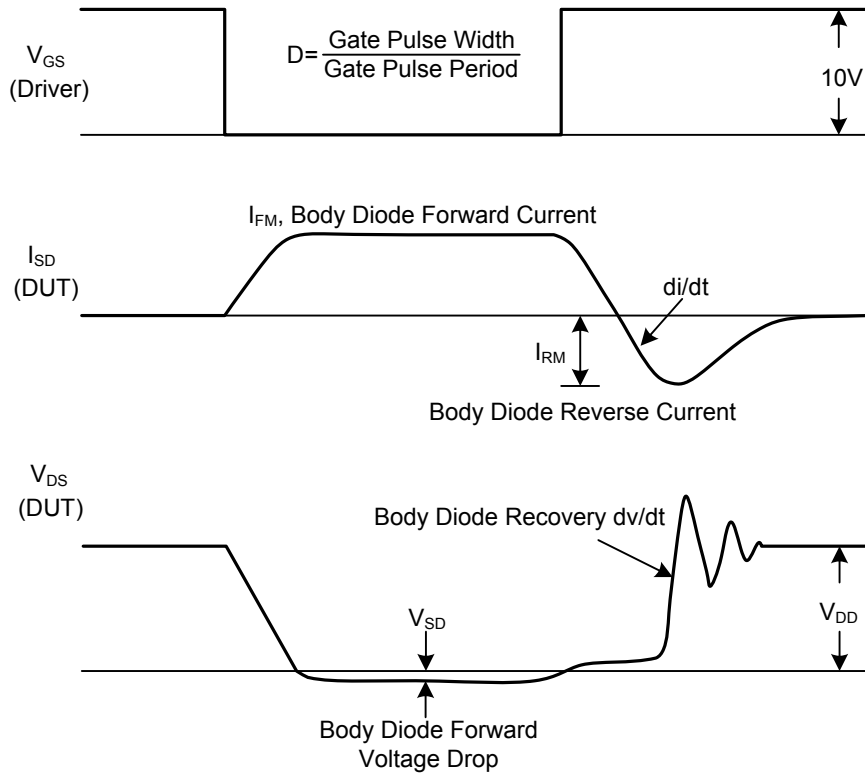 V_GS
(Driver)
D= Gate Pulse Width
Gate Pulse Period
10V
I_FM, Body Diode Forward Current
I_SD
(DUT)
di/dt
I_RM
Body Diode Reverse Current
V_DS
(DUT)
Body Diode Recovery dv/dt
V_SD
V_DD
Body Diode Forward
Voltage Drop